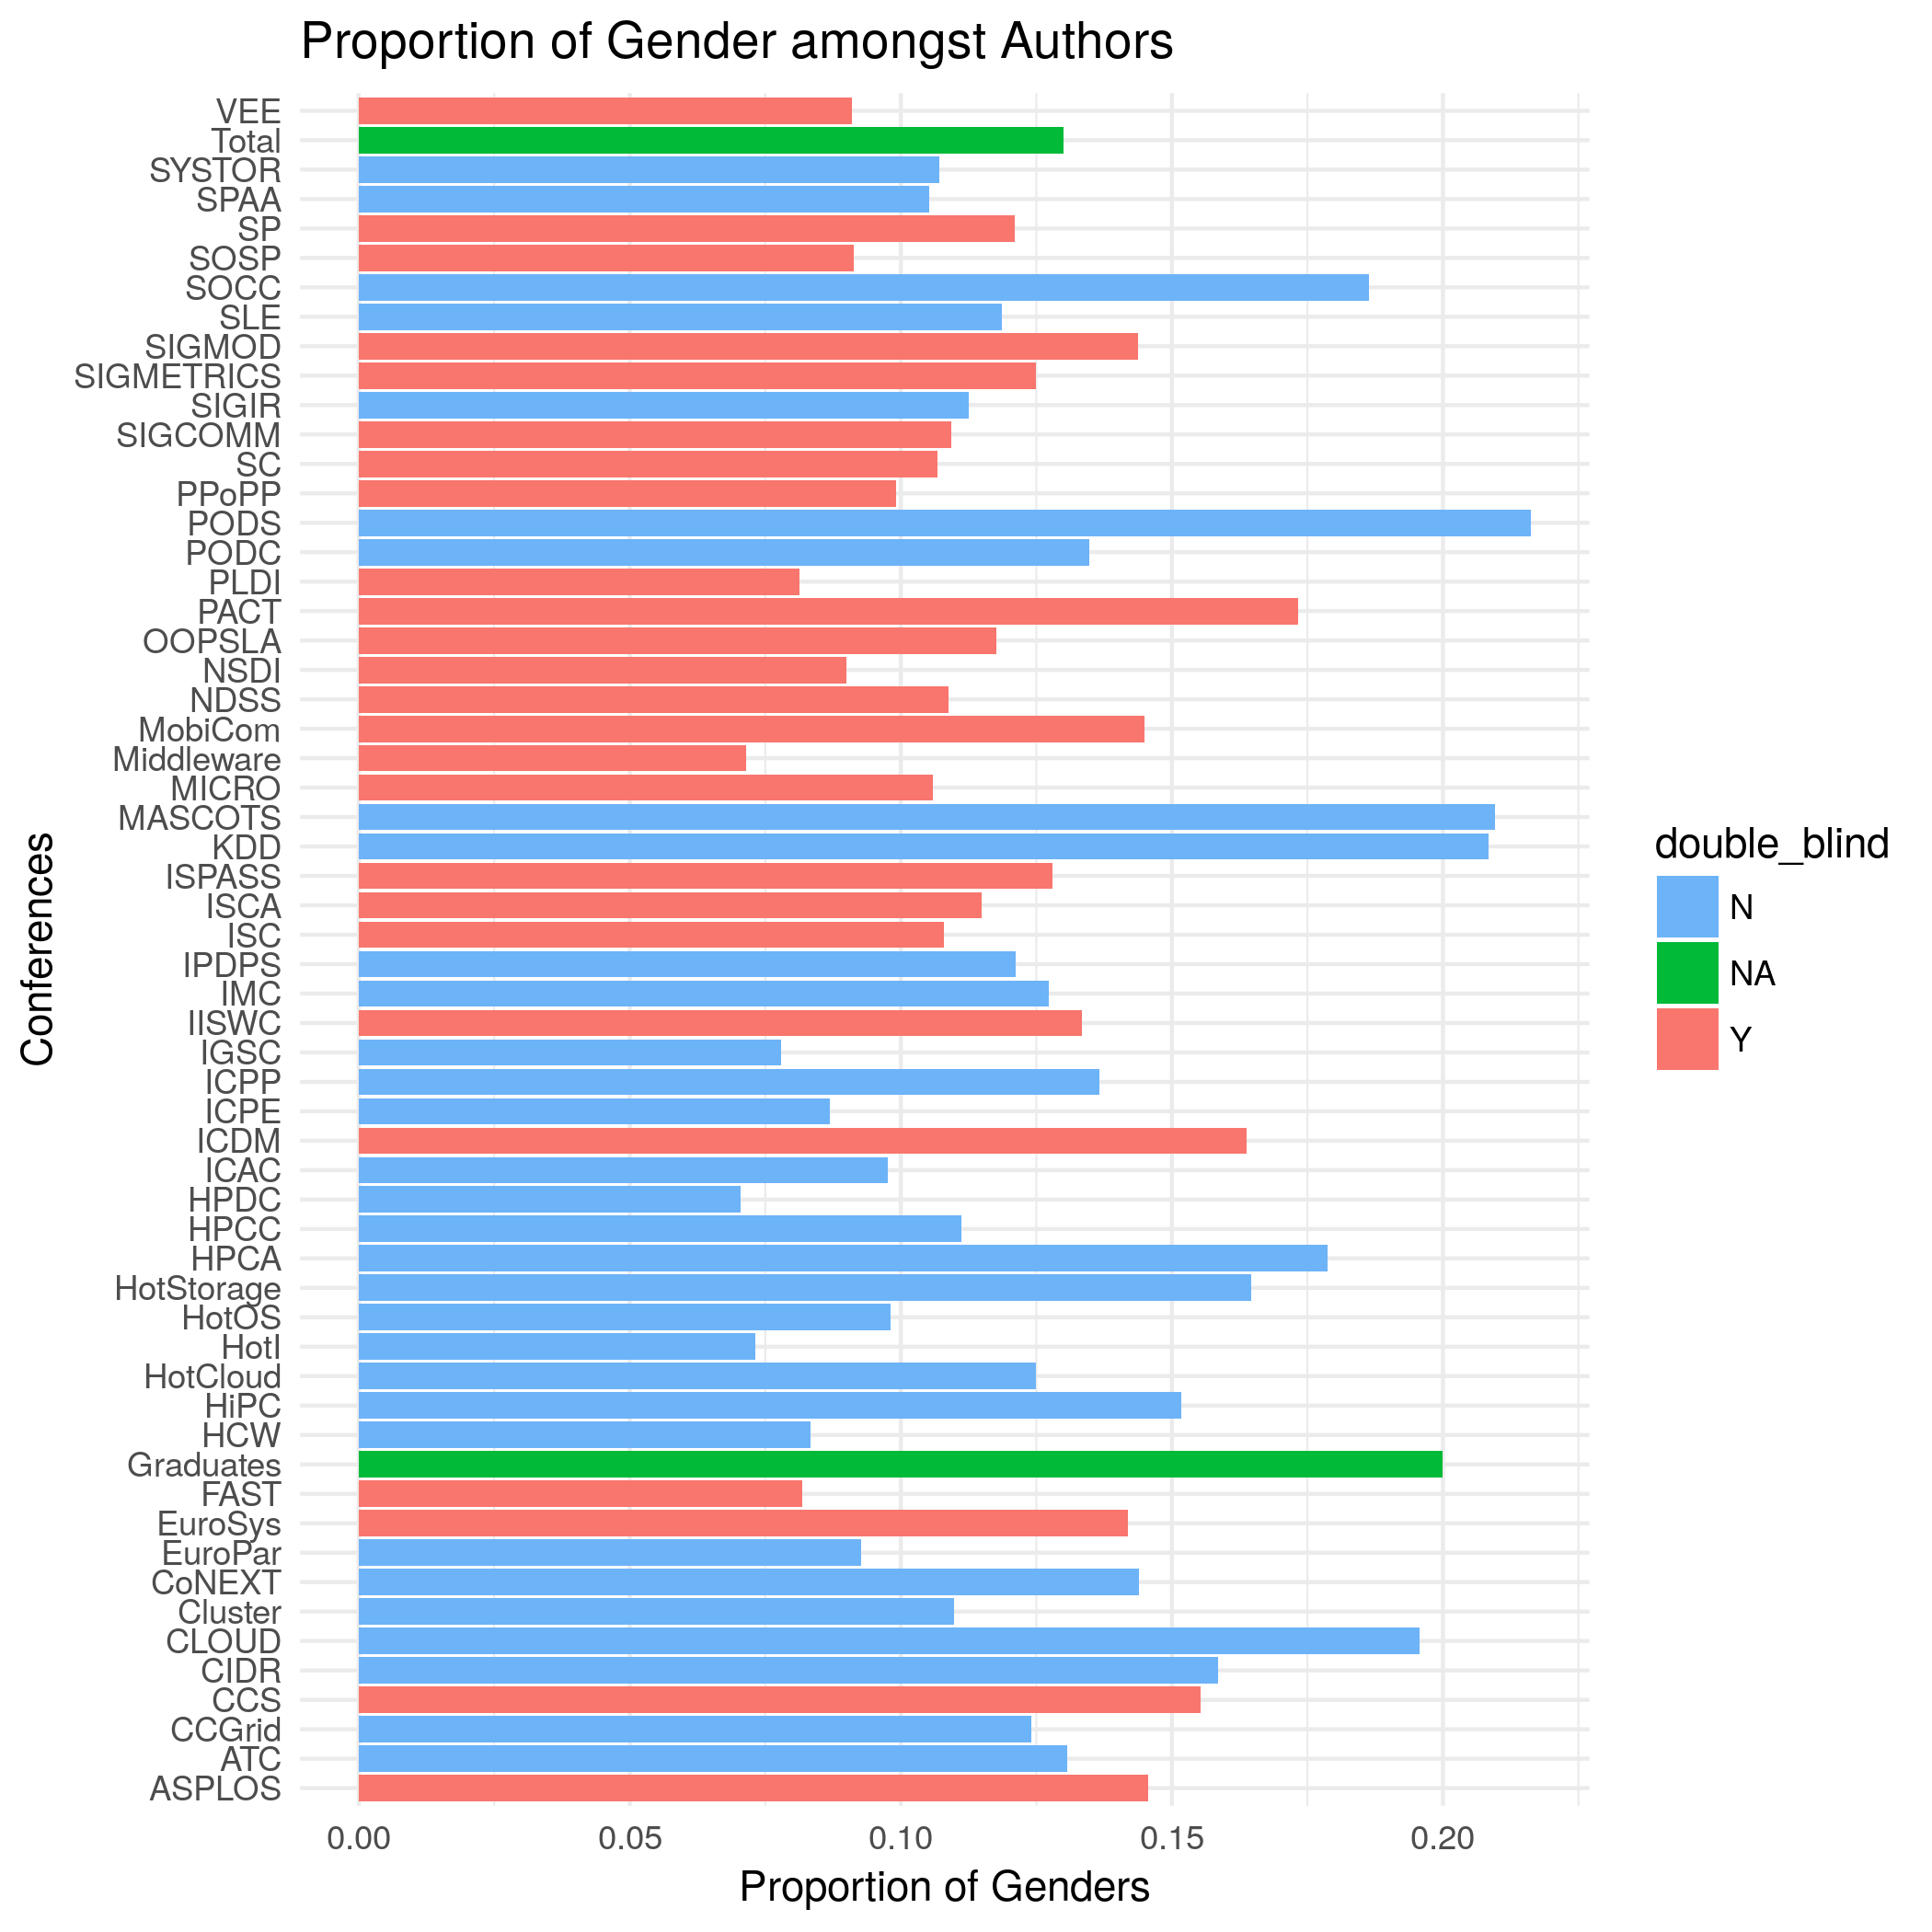 Proportion of Gender amongst Authors
VEE
Total
SYSTOR
SPAA
SP
SOSP
SOCC
SLE
SIGMOD
SIGMETRICS
SIGIR
SIGCOMM
SC
PPoPP
PODS
PODC
PLDI
PACT
OOPSLA
NSDI
NDSS
MobiCom
Middleware
MICRO
MASCOTS
KDD
ISPASS
ISCA
ISC
IPDPS
IMC
IISWC
IGSC
ICPP
ICPE
ICDM
ICAC
HPDC
HPCC
HPCA
HotStorage
HotOS
HotI
HotCloud
HiPC
HCW
Graduates
FAST
EuroSys
EuroPar
CoNEXT
Cluster
CLOUD
CIDR
CCS
CCGrid
ATC
ASPLOS
Conferences
0.00 0.05 0.10 0.15 0.20
Proportion of Genders
double_blind
N
NA
Y